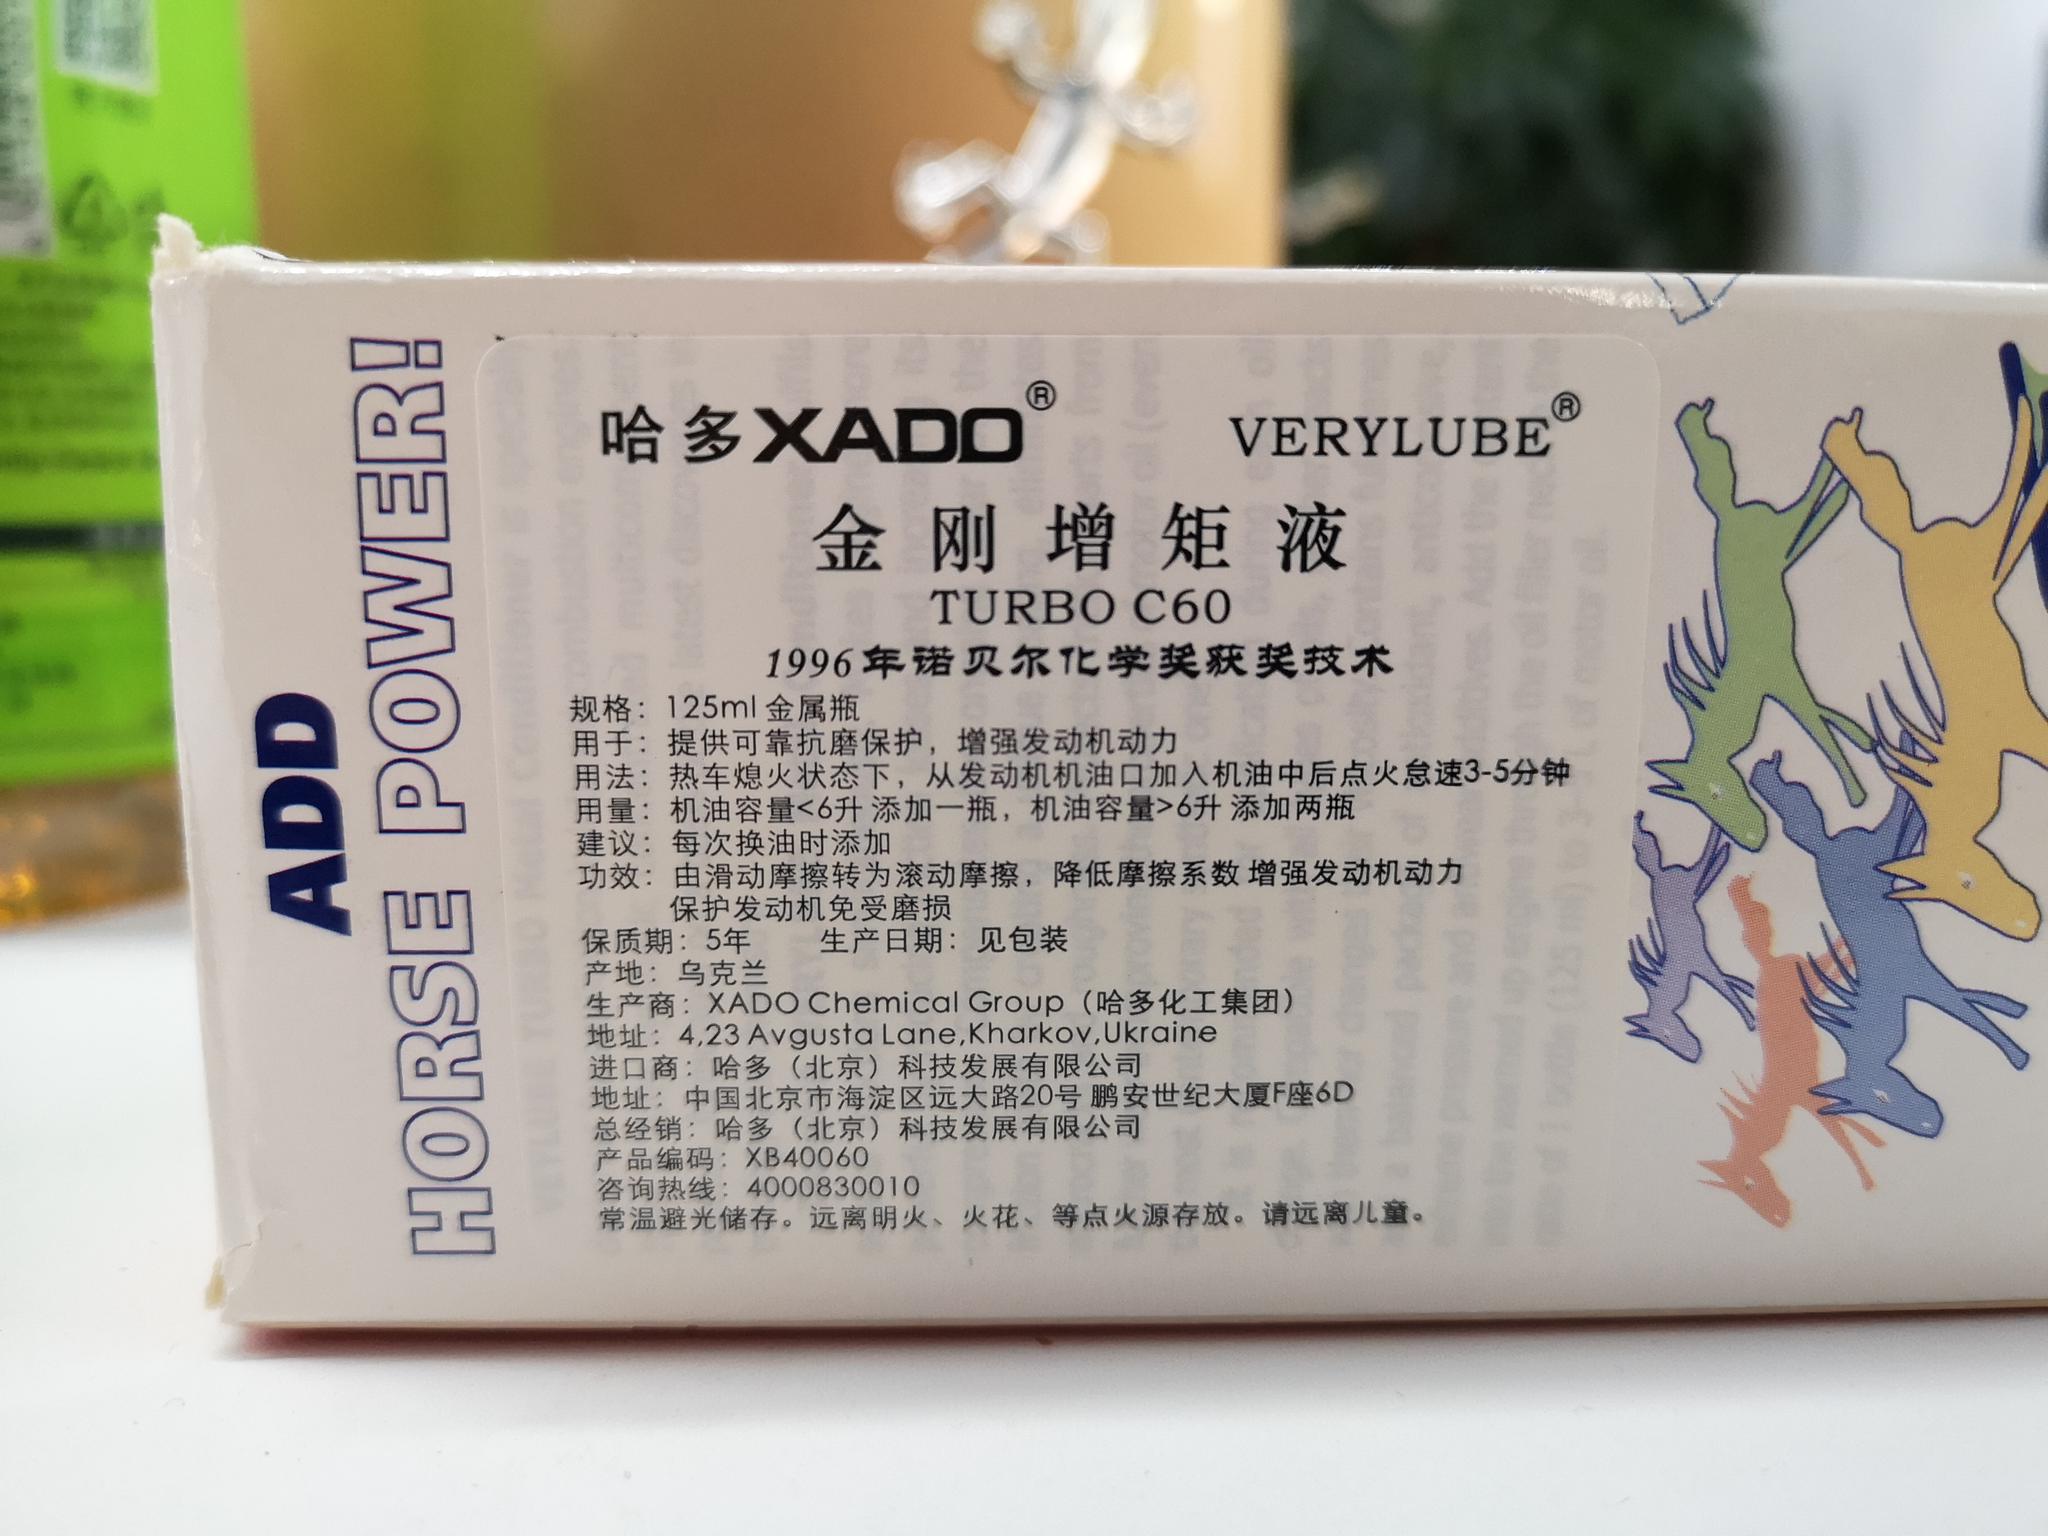 ADD
HORSE POWER!
哈多XADO® VERYLUBE®
金刚增矩液
TURBO C60
1996年诺贝尔化学奖获奖技术
规格：125ml 金属瓶
用于：提供可靠抗磨保护，增强发动机动力
用法：热车熄火状态下，从发动机机油口加入机油中后点火怠速3-5分钟
用量：机油容量<6升 添加一瓶，机油容量>6升 添加两瓶
建议：每次换油时添加
功效：由滑动摩擦转为滚动摩擦，降低摩擦系数 增强发动机动力
保护发动机免受磨损
保质期：5年 生产日期：见包装
产地：乌克兰
生产商：XADO Chemical Group（哈多化工集团）
地址：4,23 Avgusta Lane,Kharkov,Ukraine
进口商：哈多（北京）科技发展有限公司
地址：中国北京市海淀区远大路20号 鹏安世纪大厦F座6D
总经销：哈多（北京）科技发展有限公司
产品编码：XB40060
咨询热线：4000830010
常温避光储存。远离明火、火花、等点火源存放。请远离儿童。